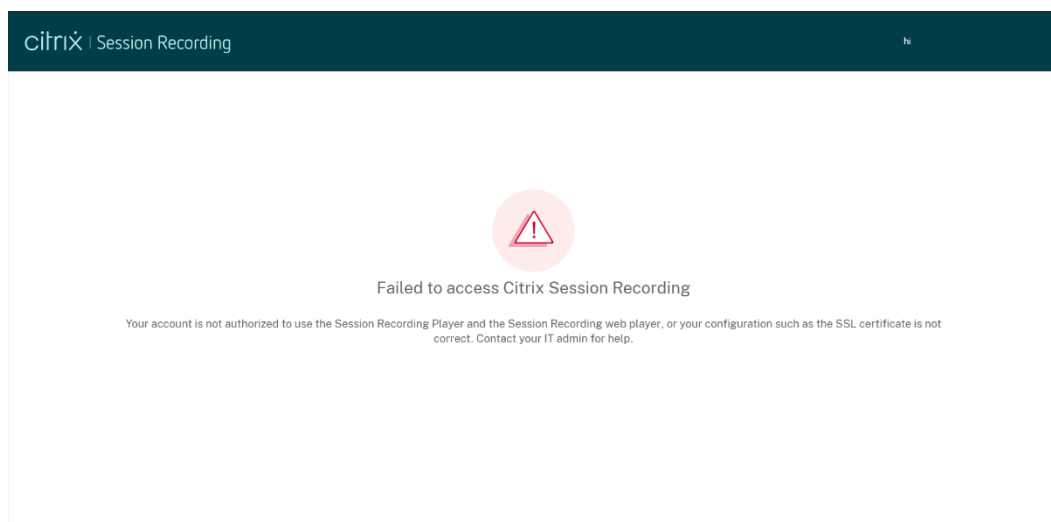 citrix | Session Recording
hi
!
Failed to access Citrix Session Recording
Your account is not authorized to use the Session Recording Player and the Session Recording web player, or your configuration such as the SSL certificate is not
correct. Contact your IT admin for help.